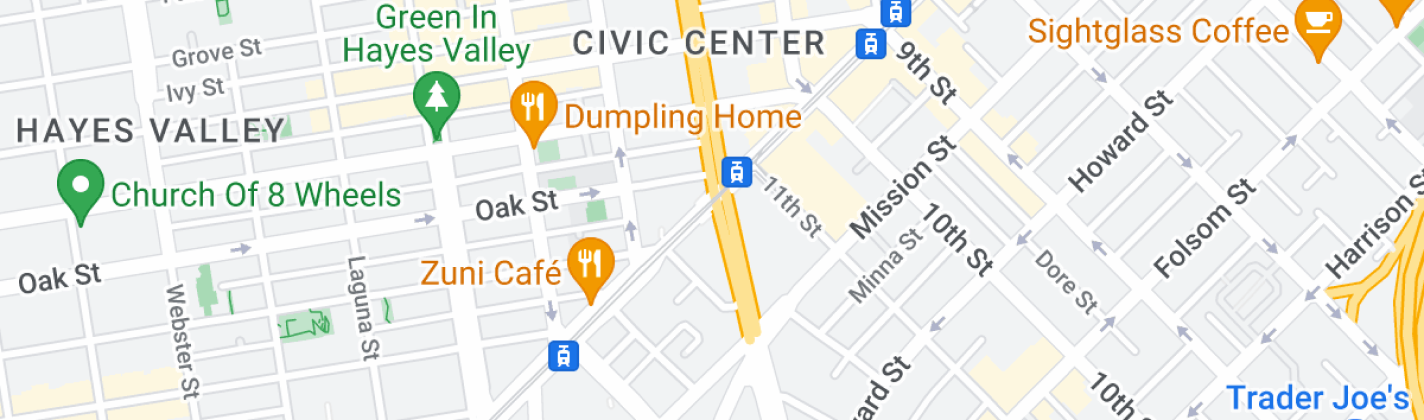 Green In
Hayes Valley
CIVIC CENTER
Sightglass Coffee
Grove St
9th St
Ivy St
Dumpling Home
HAYES VALLEY
Howard St
Church Of 8 Wheels
Oak St
11th St
Mission St
10th St
Folsom St
Harrison St
Zuni Café
Minna St
Dore St
Oak St
Laguna St
Webster St
ard St
10th St
Trader Joe's